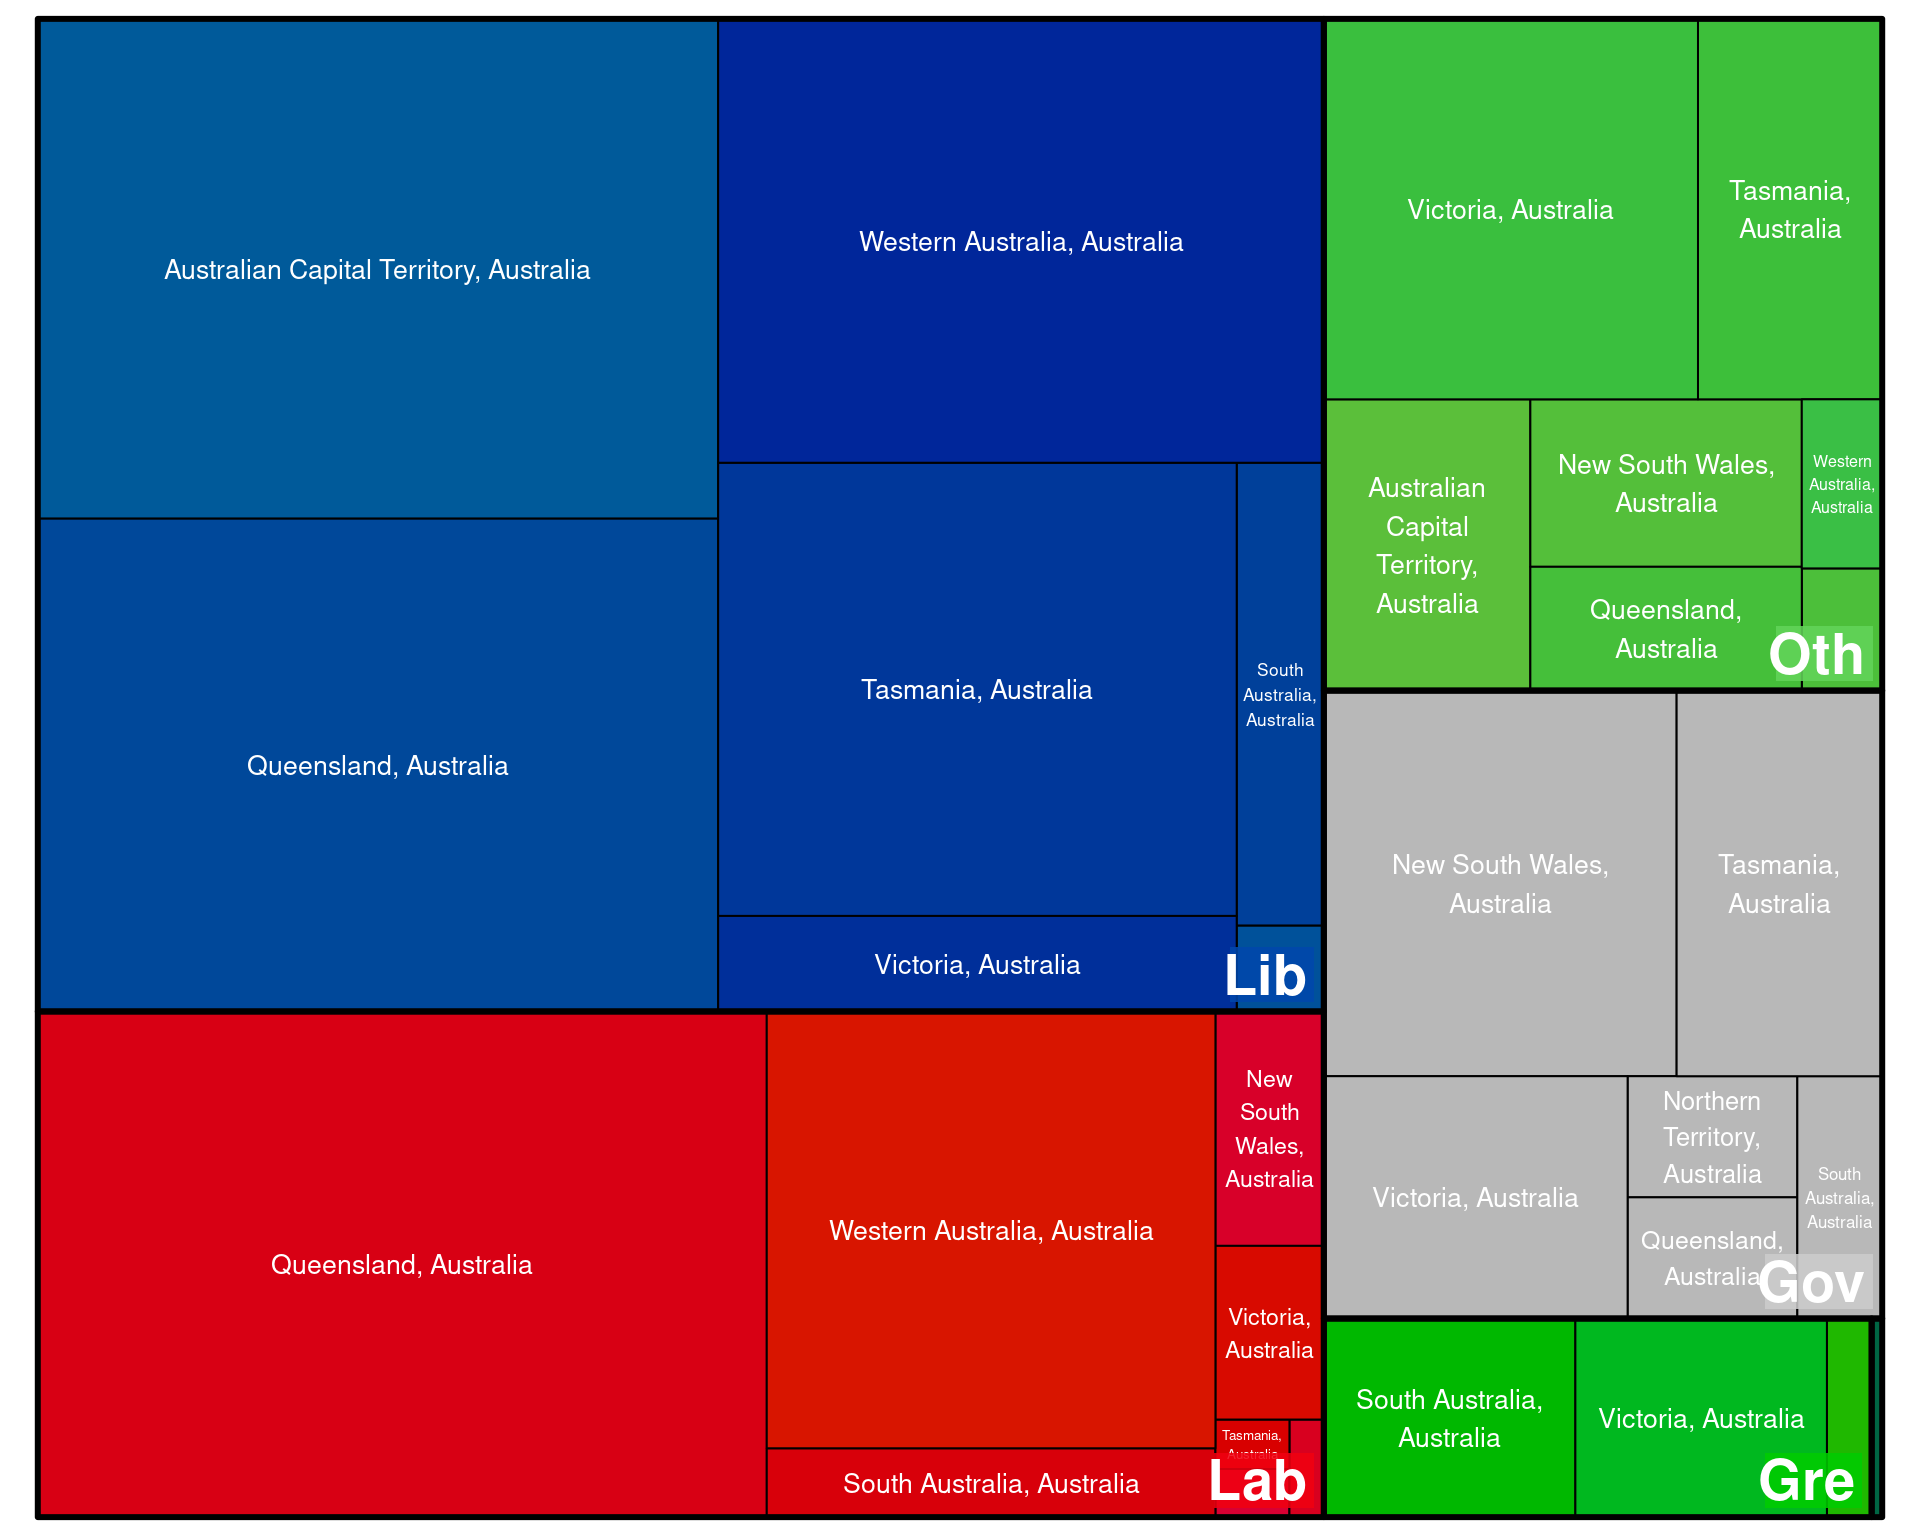 Australian Capital Territory, Australia
Queensland, Australia
Western Australia, Australia
Tasmania, Australia
South
Australia,
Australia
Victoria, Australia
Lib
Queensland, Australia
Western Australia, Australia
South Australia, Australia
New
South
Wales,
Australia
Victoria,
Australia
Tasmania,
Australia
Lab
Victoria, Australia
Tasmania,
Australia
Australian
Capital
Territory,
Australia
New South Wales,
Australia
Queensland,
Australia
Western
Australia,
Australia
Oth
New South Wales,
Australia
Tasmania,
Australia
Victoria, Australia
Northern
Territory,
Australia
Queensland,
Australia
South
Australia,
Australia
Gov
South Australia,
Australia
Victoria, Australia
Gre